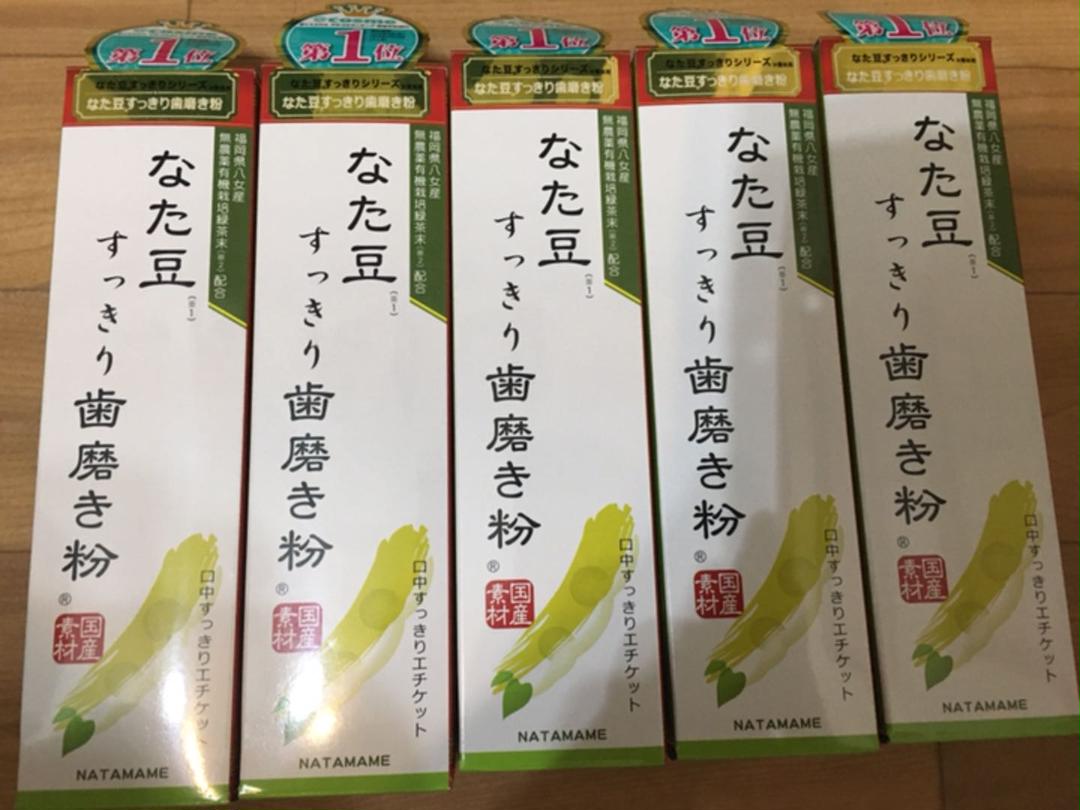 第1位
なた豆すっきりシリーズ
なた豆すっきり歯磨き粉
福岡県八女産
無農薬有機栽培緑茶末(※2)配合
なた豆(※1)
すっきり歯磨き粉®
国産
素材
口中すっきりエチケット
NATAMAME
@cosme
第1位
なた豆すっきりシリーズ
なた豆すっきり歯磨き粉
福岡県八女産
無農薬有機栽培緑茶末(※2)配合
なた豆(※1)
すっきり歯磨き粉®
国産
素材
口中すっきりエチケット
NATAMAME
第1位
なた豆すっきりシリーズ
なた豆すっきり歯磨き粉
福岡県八女産
無農薬有機栽培緑茶末(※2)配合
なた豆(※1)
すっきり歯磨き粉®
国産
素材
口中すっきりエチケット
NATAMAME
第1位
なた豆すっきりシリーズ
なた豆すっきり歯磨き粉
福岡県八女産
無農薬有機栽培緑茶末(※2)配合
なた豆(※1)
すっきり歯磨き粉®
国産
素材
口中すっきりエチケット
NATAMAME
第1位
なた豆すっきりシリーズ
なた豆すっきり歯磨き粉
福岡県八女産
無農薬有機栽培緑茶末(※2)配合
なた豆(※1)
すっきり歯磨き粉®
国産
素材
口中すっきりエチケット
NATAMAME